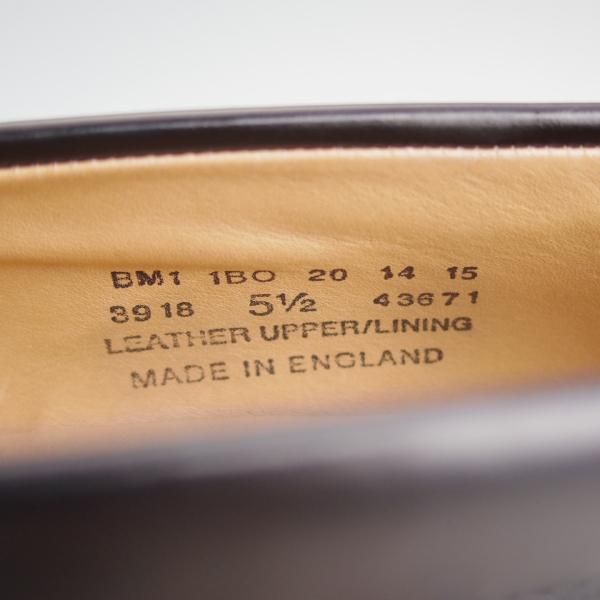 BM1 1BO 20 14 15
3918 5½ 43671
LEATHER UPPER/LINING
MADE IN ENGLAND